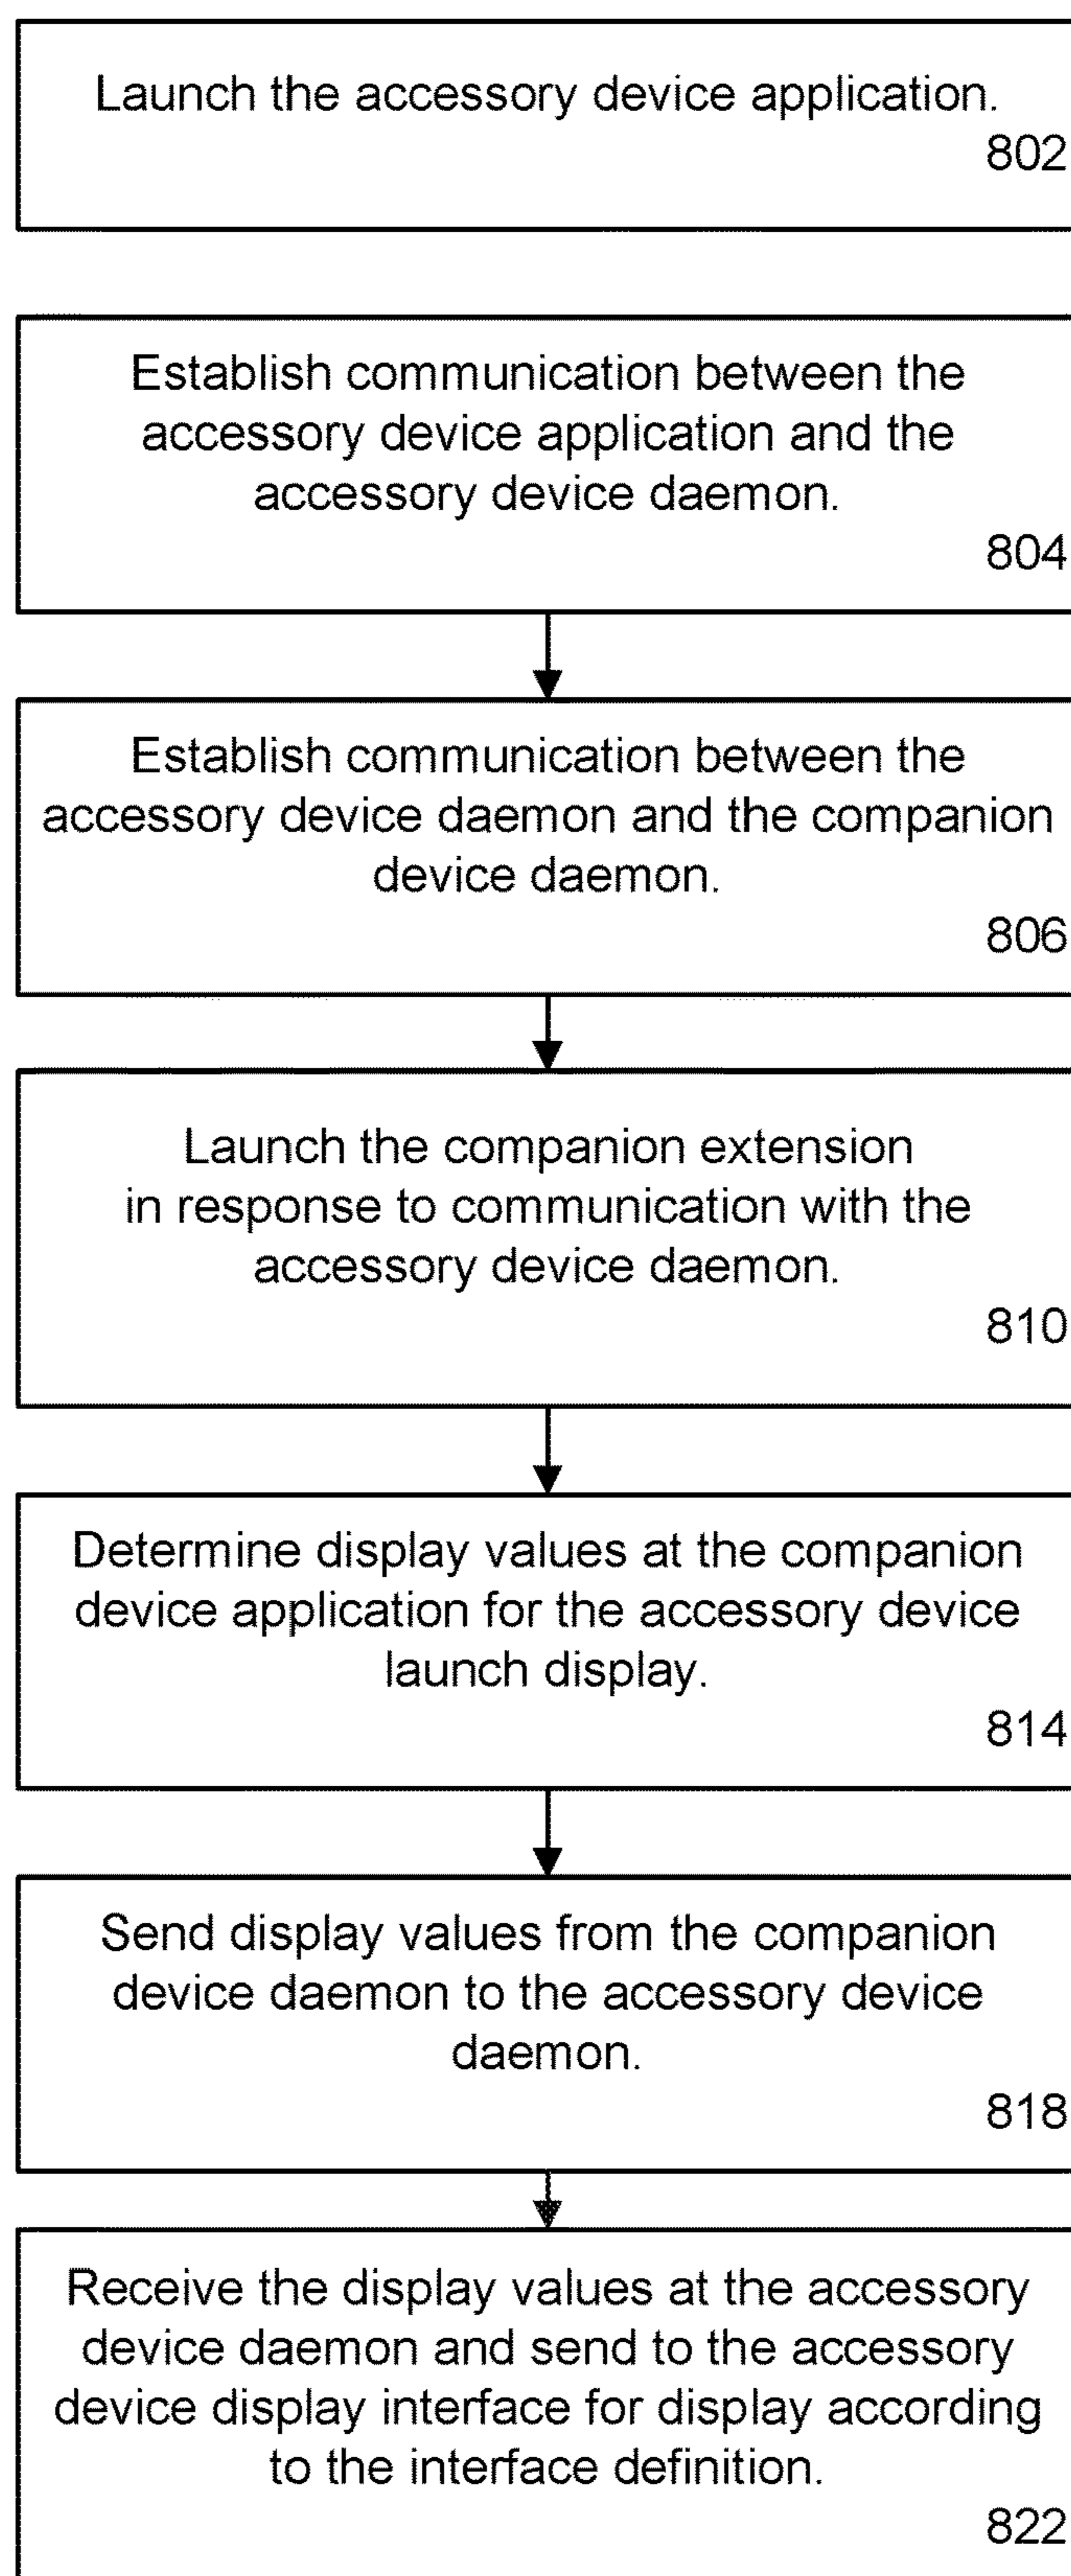 Launch the accessory device application.
802
Establish communication between the
accessory device application and the
accessory device daemon.
804
Establish communication between the
accessory device daemon and the companion
device daemon.
806
Launch the companion extension
in response to communication with the
accessory device daemon.
810
Determine display values at the companion
device application for the accessory device
launch display.
814
Send display values from the companion
device daemon to the accessory device
daemon.
818
Receive the display values at the accessory
device daemon and send to the accessory
device display interface for display according
to the interface definition.
822